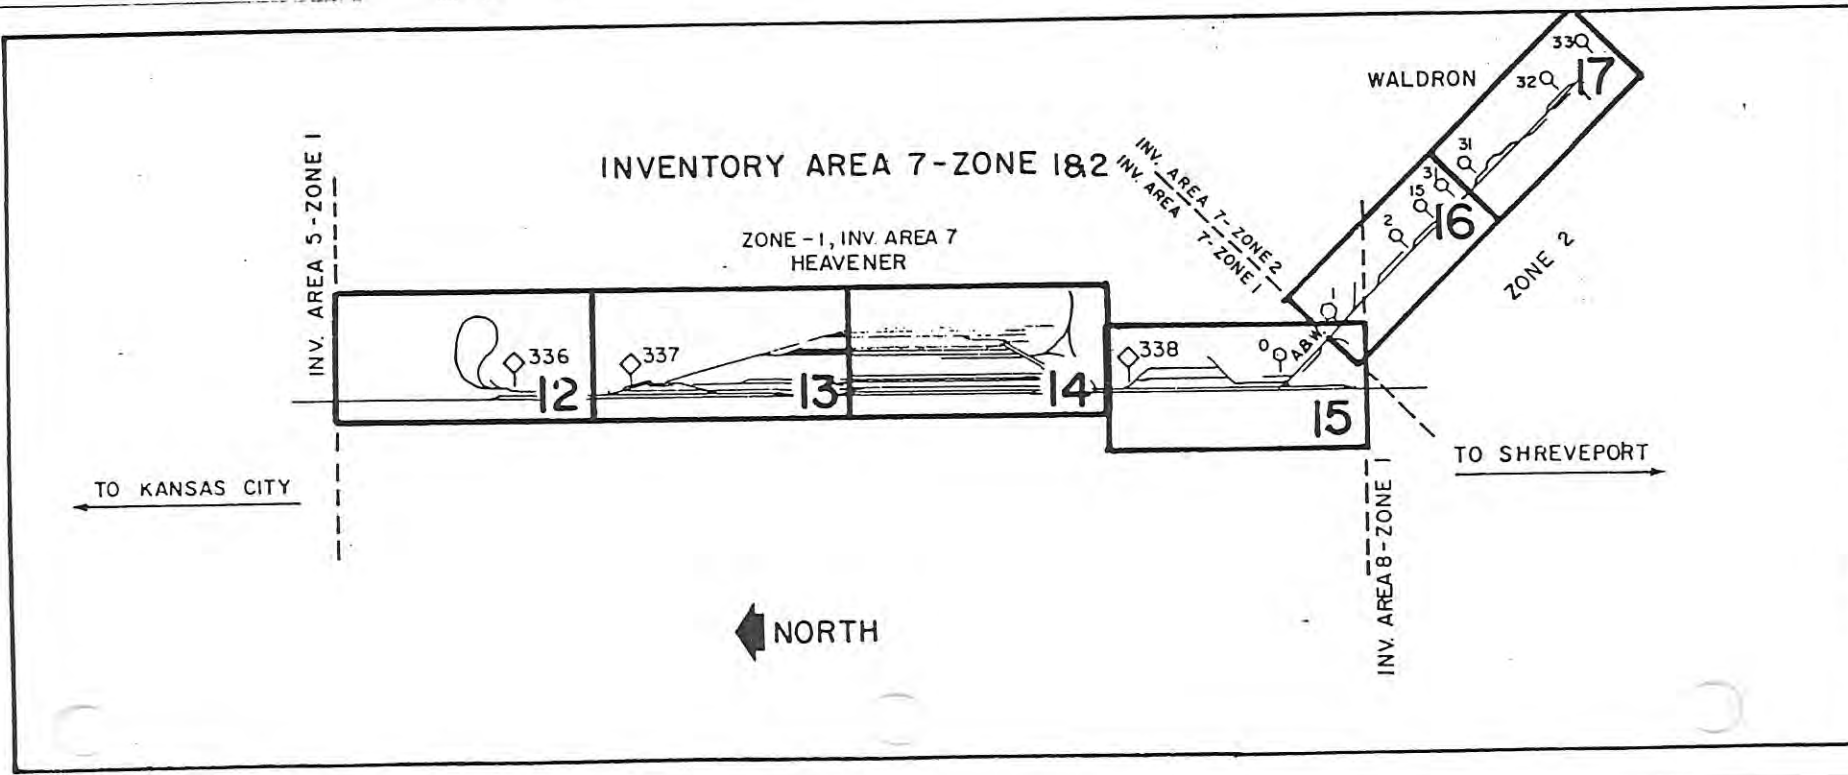 INVENTORY AREA 7-ZONE 1&2
ZONE-1, INV. AREA 7
HEAVENER
INV. AREA 5-ZONE 1
INV. AREA 7-ZONE 2
INV. AREA 7-ZONE 1
WALDRON
33
32
17
31
3
15
16
2
1
ZONE 2
336
12
337
13
14
338
0
A.&W.
15
TO KANSAS CITY
TO SHREVEPORT
INV. AREA 8-ZONE 1
NORTH